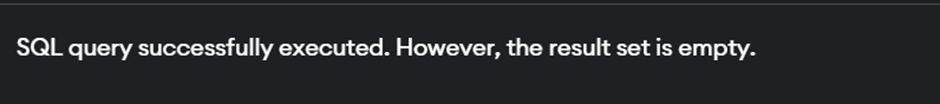 SQL query successfully executed. However, the result set is empty.